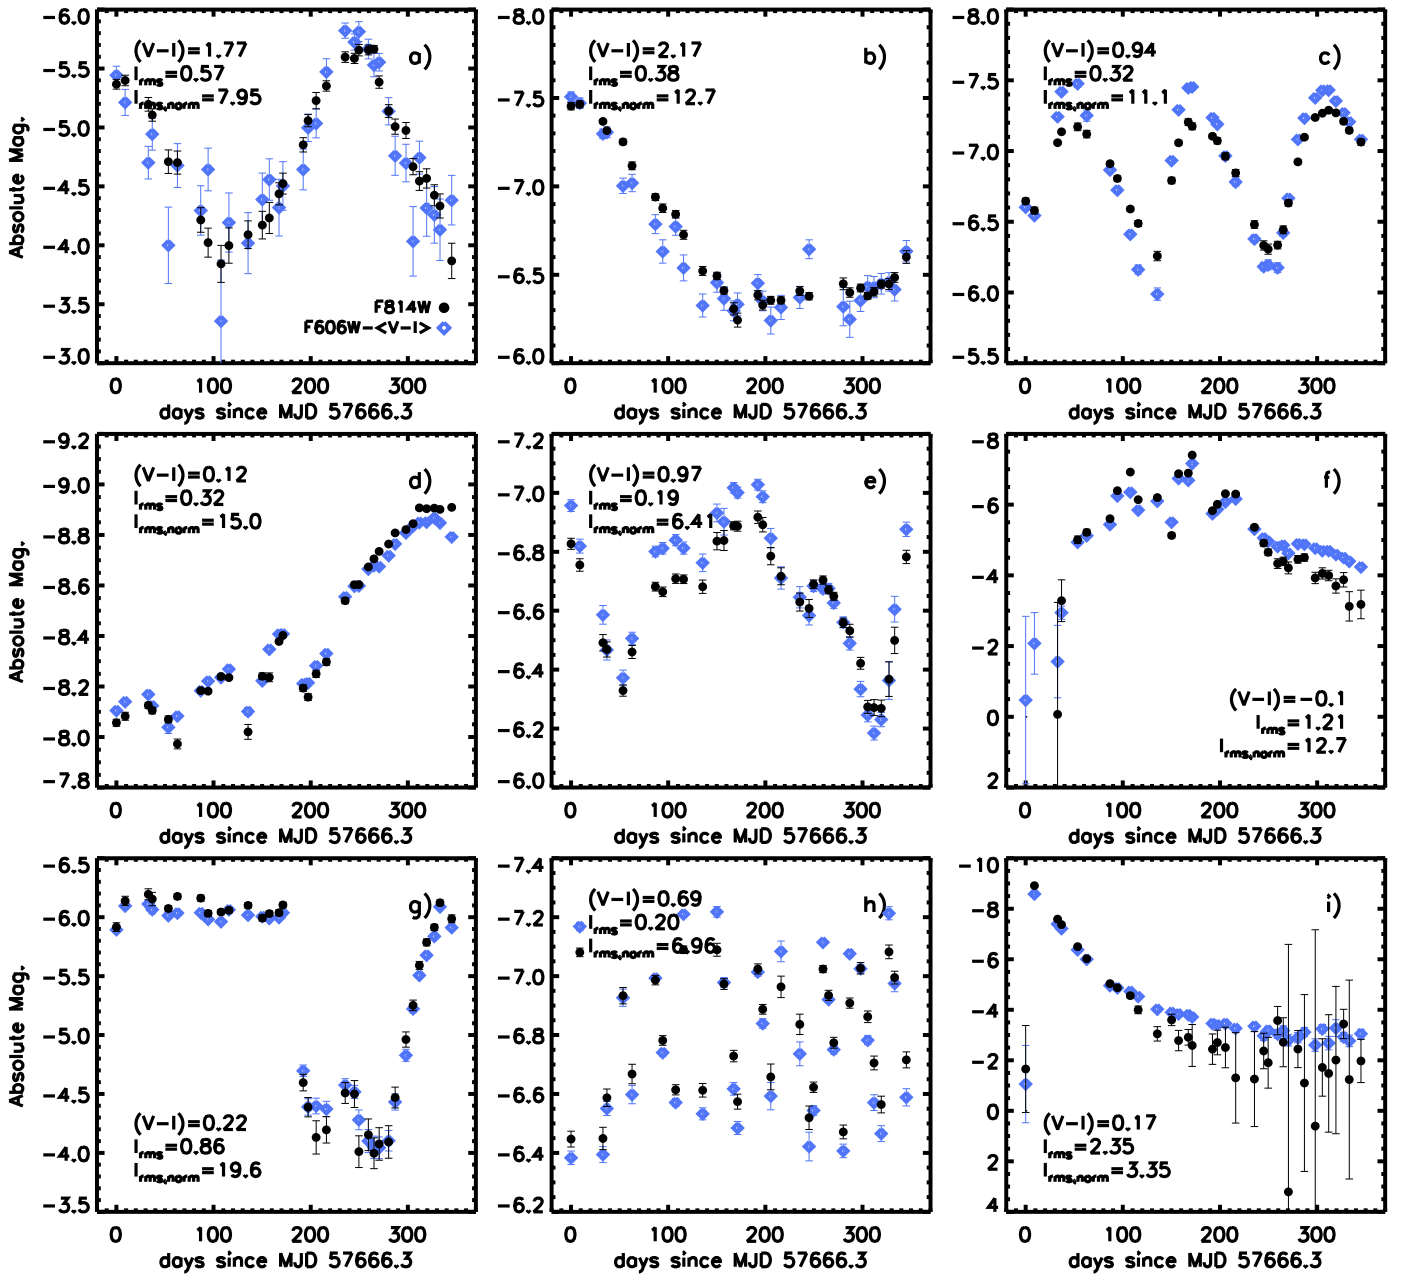 a)
(V-I)=1.77
I_rms=0.57
I_rms,norm=7.95
F814W
F606W-<V-I>
Absolute Mag.
-6.0
-5.5
-5.0
-4.5
-4.0
-3.5
-3.0
0 100 200 300
days since MJD 57666.3
b)
(V-I)=2.17
I_rms=0.38
I_rms,norm=12.7
-8.0
-7.5
-7.0
-6.5
-6.0
0 100 200 300
days since MJD 57666.3
c)
(V-I)=0.94
I_rms=0.32
I_rms,norm=11.1
-8.0
-7.5
-7.0
-6.5
-6.0
-5.5
0 100 200 300
days since MJD 57666.3
d)
(V-I)=0.12
I_rms=0.32
I_rms,norm=15.0
Absolute Mag.
-9.2
-9.0
-8.8
-8.6
-8.4
-8.2
-8.0
-7.8
0 100 200 300
days since MJD 57666.3
e)
(V-I)=0.97
I_rms=0.19
I_rms,norm=6.41
-7.2
-7.0
-6.8
-6.6
-6.4
-6.2
-6.0
0 100 200 300
days since MJD 57666.3
f)
(V-I)=-0.1
I_rms=1.21
I_rms,norm=12.7
-8
-6
-4
-2
0
2
0 100 200 300
days since MJD 57666.3
g)
(V-I)=0.22
I_rms=0.86
I_rms,norm=19.6
Absolute Mag.
-6.5
-6.0
-5.5
-5.0
-4.5
-4.0
-3.5
0 100 200 300
days since MJD 57666.3
h)
(V-I)=0.69
I_rms=0.20
I_rms,norm=6.96
-7.4
-7.2
-7.0
-6.8
-6.6
-6.4
-6.2
0 100 200 300
days since MJD 57666.3
i)
(V-I)=0.17
I_rms=2.35
I_rms,norm=3.35
-10
-8
-6
-4
-2
0
2
4
0 100 200 300
days since MJD 57666.3